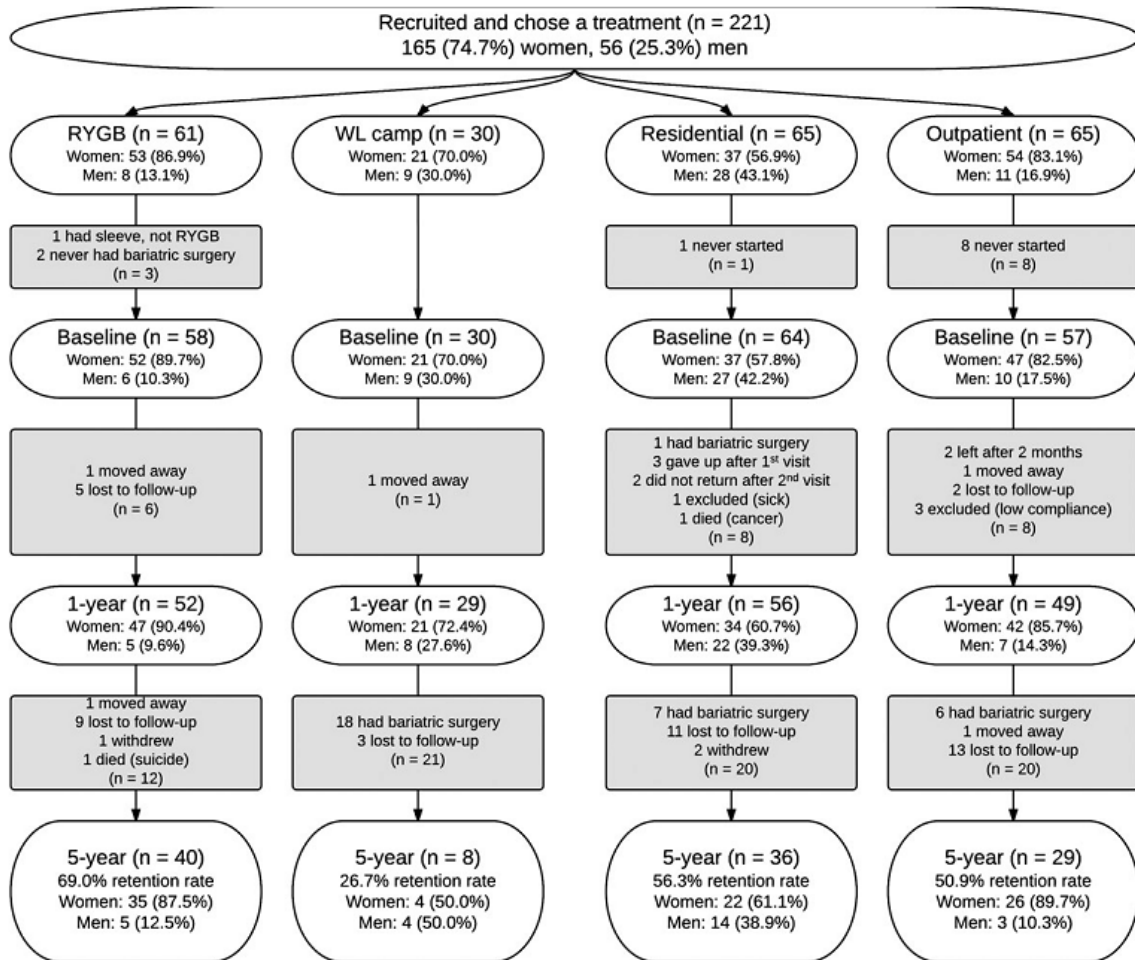 Recruited and chose a treatment (n = 221)
165 (74.7%) women, 56 (25.3%) men
RYGB (n = 61)
Women: 53 (86.9%)
Men: 8 (13.1%)
WL camp (n = 30)
Women: 21 (70.0%)
Men: 9 (30.0%)
Residential (n = 65)
Women: 37 (56.9%)
Men: 28 (43.1%)
Outpatient (n = 65)
Women: 54 (83.1%)
Men: 11 (16.9%)
1 had sleeve, not RYGB
2 never had bariatric surgery
(n = 3)
1 never started
(n = 1)
8 never started
(n = 8)
Baseline (n = 58)
Women: 52 (89.7%)
Men: 6 (10.3%)
Baseline (n = 30)
Women: 21 (70.0%)
Men: 9 (30.0%)
Baseline (n = 64)
Women: 37 (57.8%)
Men: 27 (42.2%)
Baseline (n = 57)
Women: 47 (82.5%)
Men: 10 (17.5%)
1 moved away
5 lost to follow-up
(n = 6)
1 moved away
(n = 1)
1 had bariatric surgery
3 gave up after 1st visit
2 did not return after 2nd visit
1 excluded (sick)
1 died (cancer)
(n = 8)
2 left after 2 months
1 moved away
2 lost to follow-up
3 excluded (low compliance)
(n = 8)
1-year (n = 52)
Women: 47 (90.4%)
Men: 5 (9.6%)
1-year (n = 29)
Women: 21 (72.4%)
Men: 8 (27.6%)
1-year (n = 56)
Women: 34 (60.7%)
Men: 22 (39.3%)
1-year (n = 49)
Women: 42 (85.7%)
Men: 7 (14.3%)
1 moved away
9 lost to follow-up
1 withdrew
1 died (suicide)
(n = 12)
18 had bariatric surgery
3 lost to follow-up
(n = 21)
7 had bariatric surgery
11 lost to follow-up
2 withdrew
(n = 20)
6 had bariatric surgery
1 moved away
13 lost to follow-up
(n = 20)
5-year (n = 40)
69.0% retention rate
Women: 35 (87.5%)
Men: 5 (12.5%)
5-year (n = 8)
26.7% retention rate
Women: 4 (50.0%)
Men: 4 (50.0%)
5-year (n = 36)
56.3% retention rate
Women: 22 (61.1%)
Men: 14 (38.9%)
5-year (n = 29)
50.9% retention rate
Women: 26 (89.7%)
Men: 3 (10.3%)